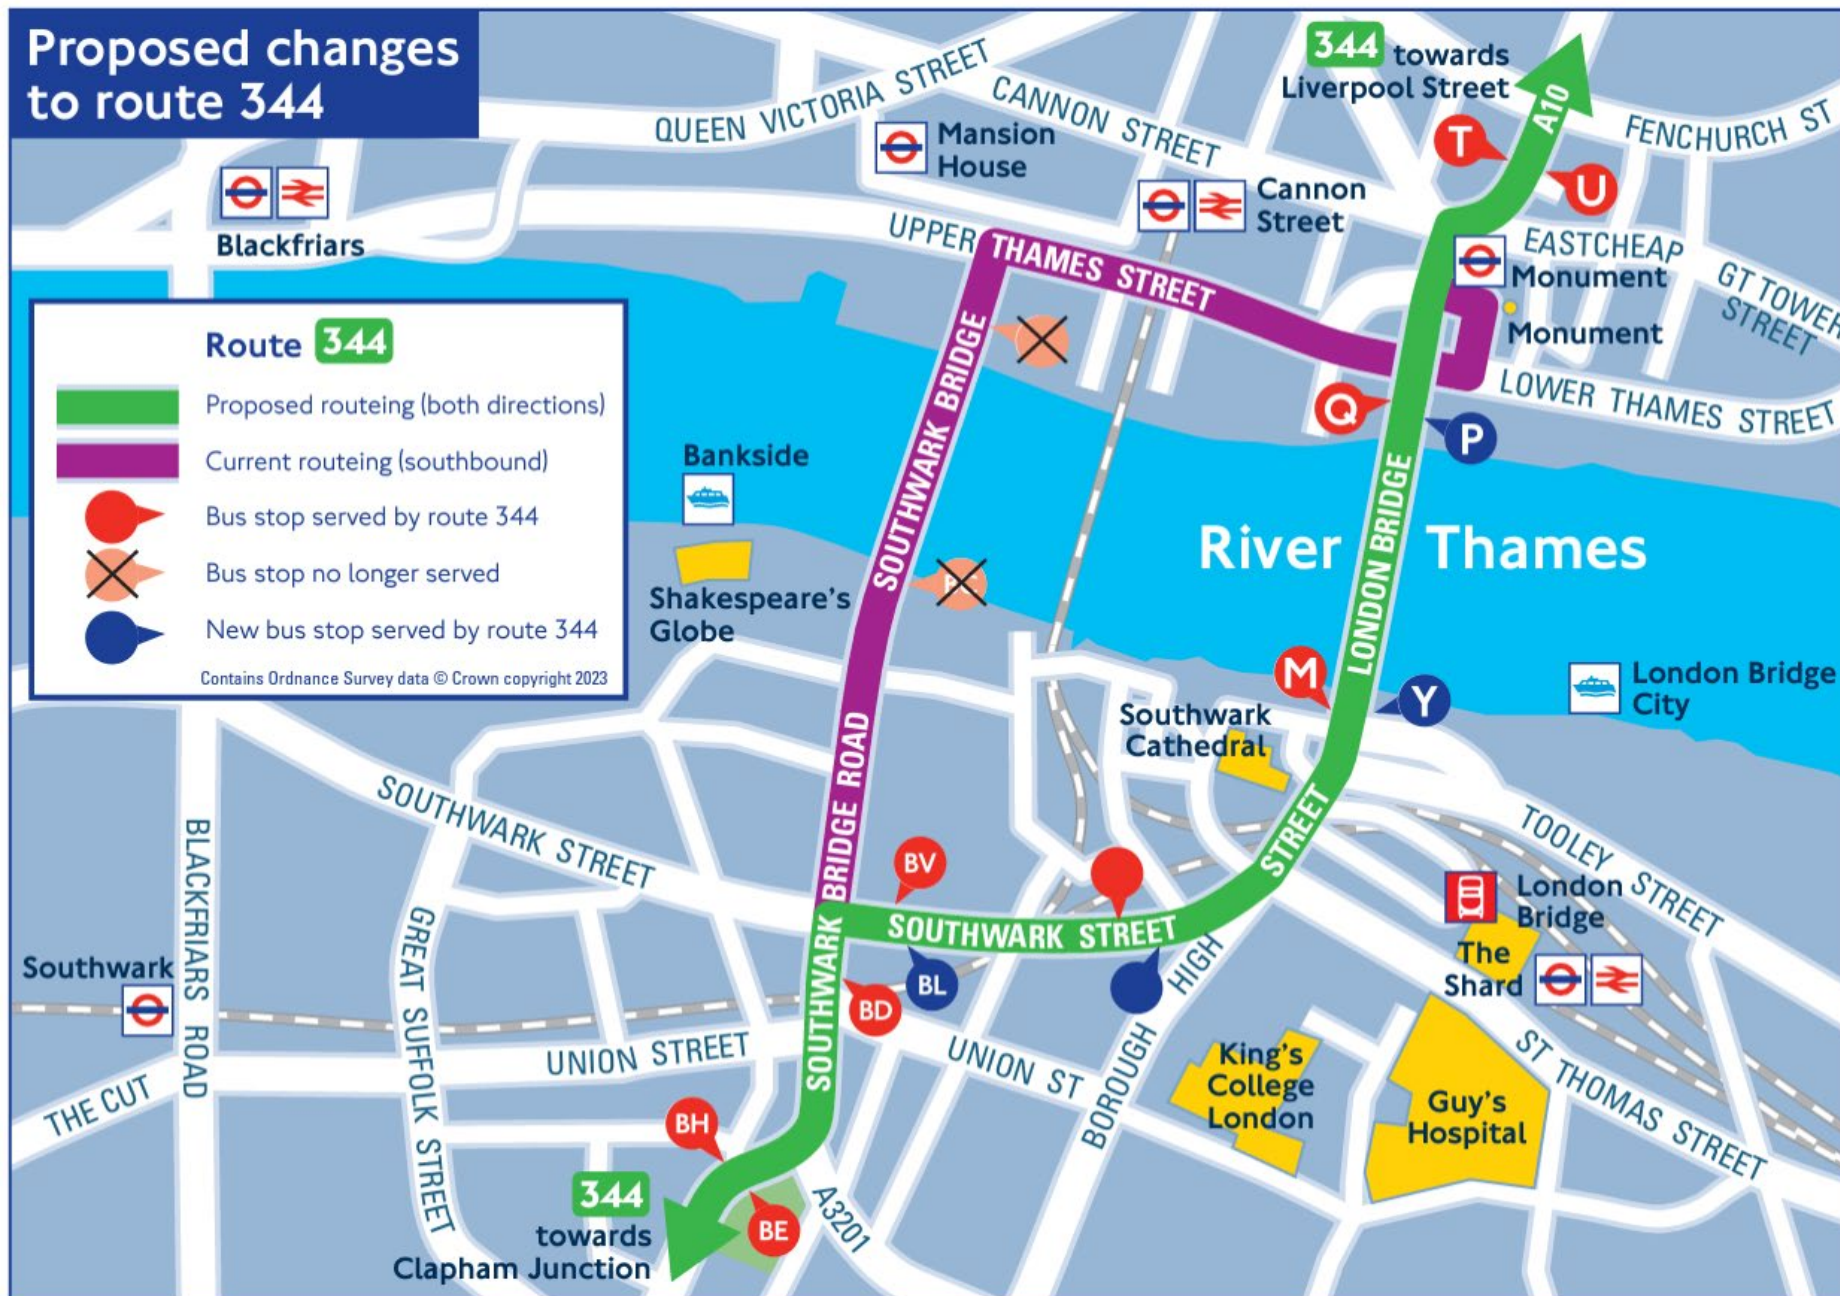 Proposed changes
to route 344
344 towards
Liverpool Street
A10
FENCHURCH ST
QUEEN VICTORIA STREET
CANNON STREET
Mansion
House
T
U
Cannon
Street
Blackfriars
UPPER THAMES STREET
EASTCHEAP
Monument
GT TOWER
STREET
Monument
LOWER THAMES STREET
Route 344
Proposed routeing (both directions)
Current routeing (southbound)
Bus stop served by route 344
Bus stop no longer served
New bus stop served by route 344
Contains Ordnance Survey data © Crown copyright 2023
Q
P
SOUTHWARK BRIDGE
Bankside
Shakespeare's
Globe
River Thames
LONDON BRIDGE
M
Y
London Bridge
City
Southwark
Cathedral
SOUTHWARK STREET
BLACKFRIARS ROAD
SOUTHWARK BRIDGE ROAD
BV
SOUTHWARK STREET
STREET
TOOLEY STREET
London
Bridge
The
Shard
Southwark
GREAT SUFFOLK STREET
BL
BD
SOUTHWARK
BOROUGH HIGH
UNION STREET
UNION ST
THE CUT
King's
College
London
Guy's
Hospital
ST THOMAS STREET
BH
344
towards
Clapham Junction
BE
A3201